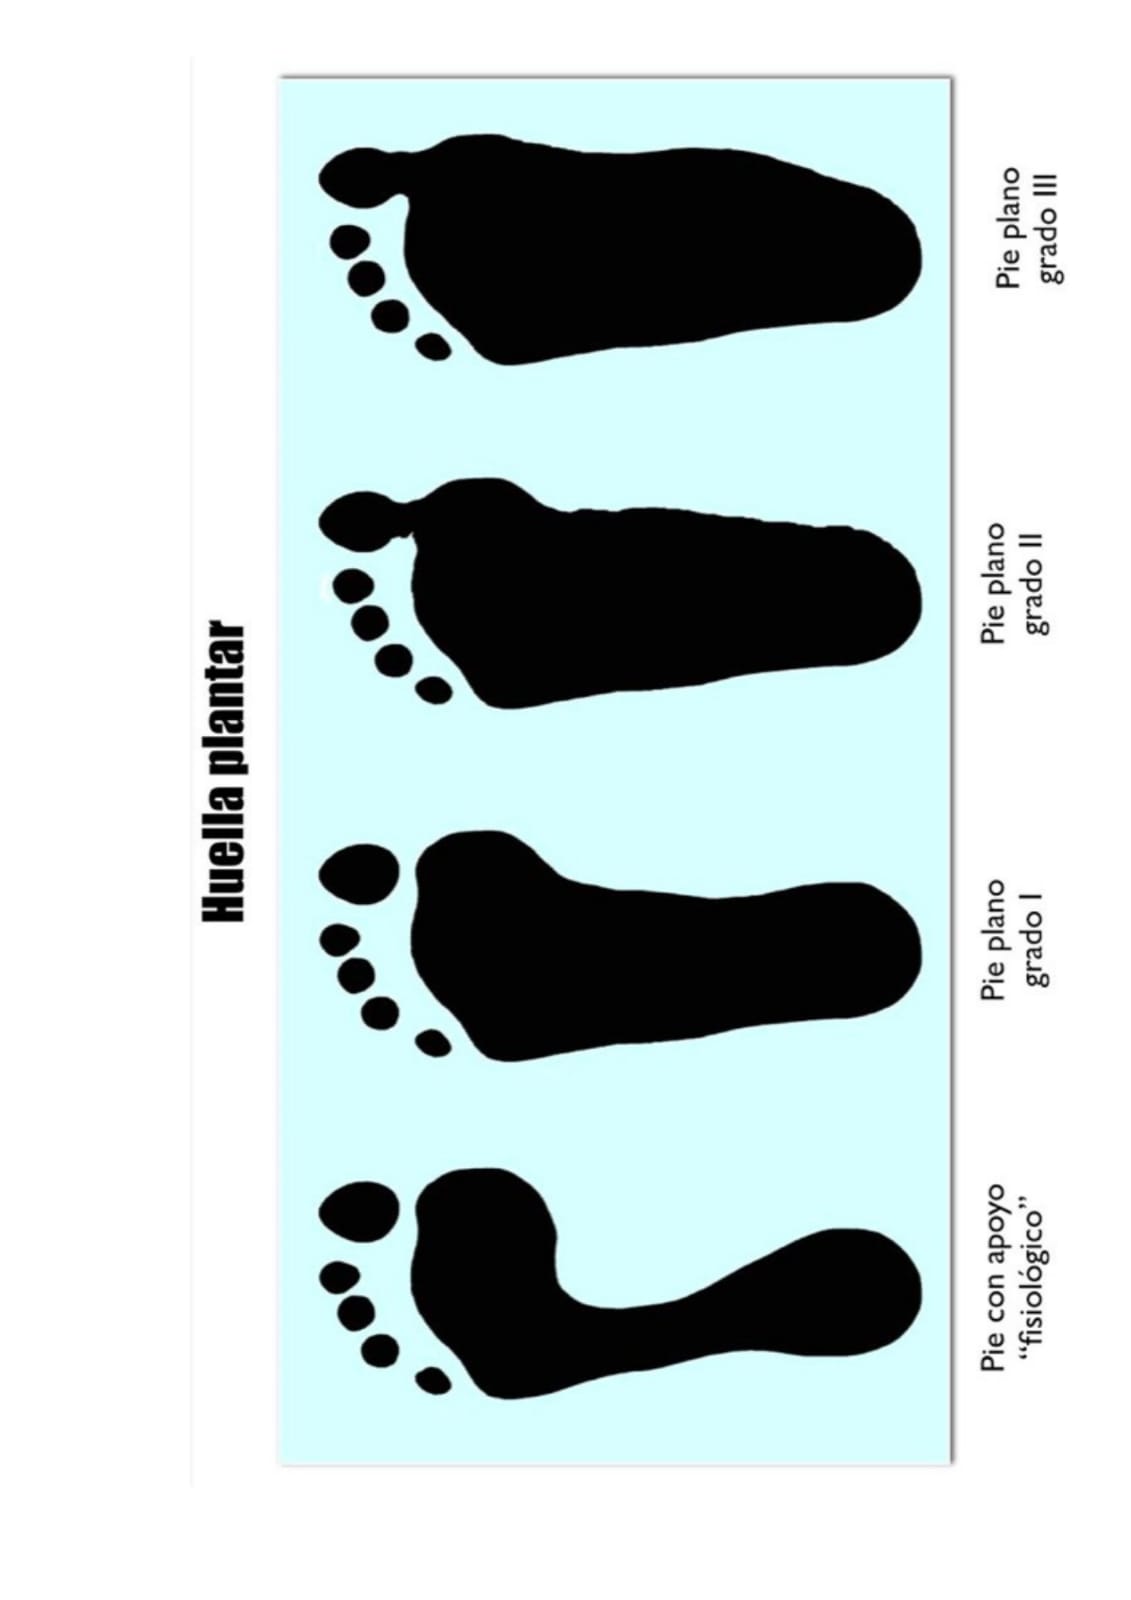 Huella plantar
Pie con apoyo
“fisiológico”
Pie plano
grado I
Pie plano
grado II
Pie plano
grado III